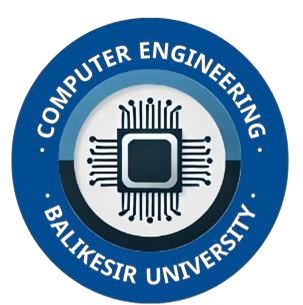 · COMPUTER ENGINEERING ·
· BALIKESIR UNIVERSITY ·